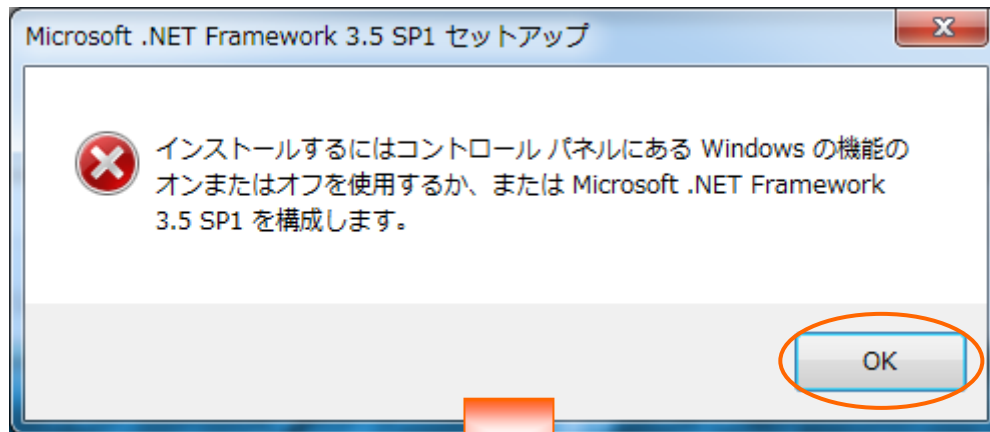 Microsoft .NET Framework 3.5 SP1 セットアップ
インストールするにはコントロール パネルにある Windows の機能の
オンまたはオフを使用するか、または Microsoft .NET Framework
3.5 SP1 を構成します。
OK